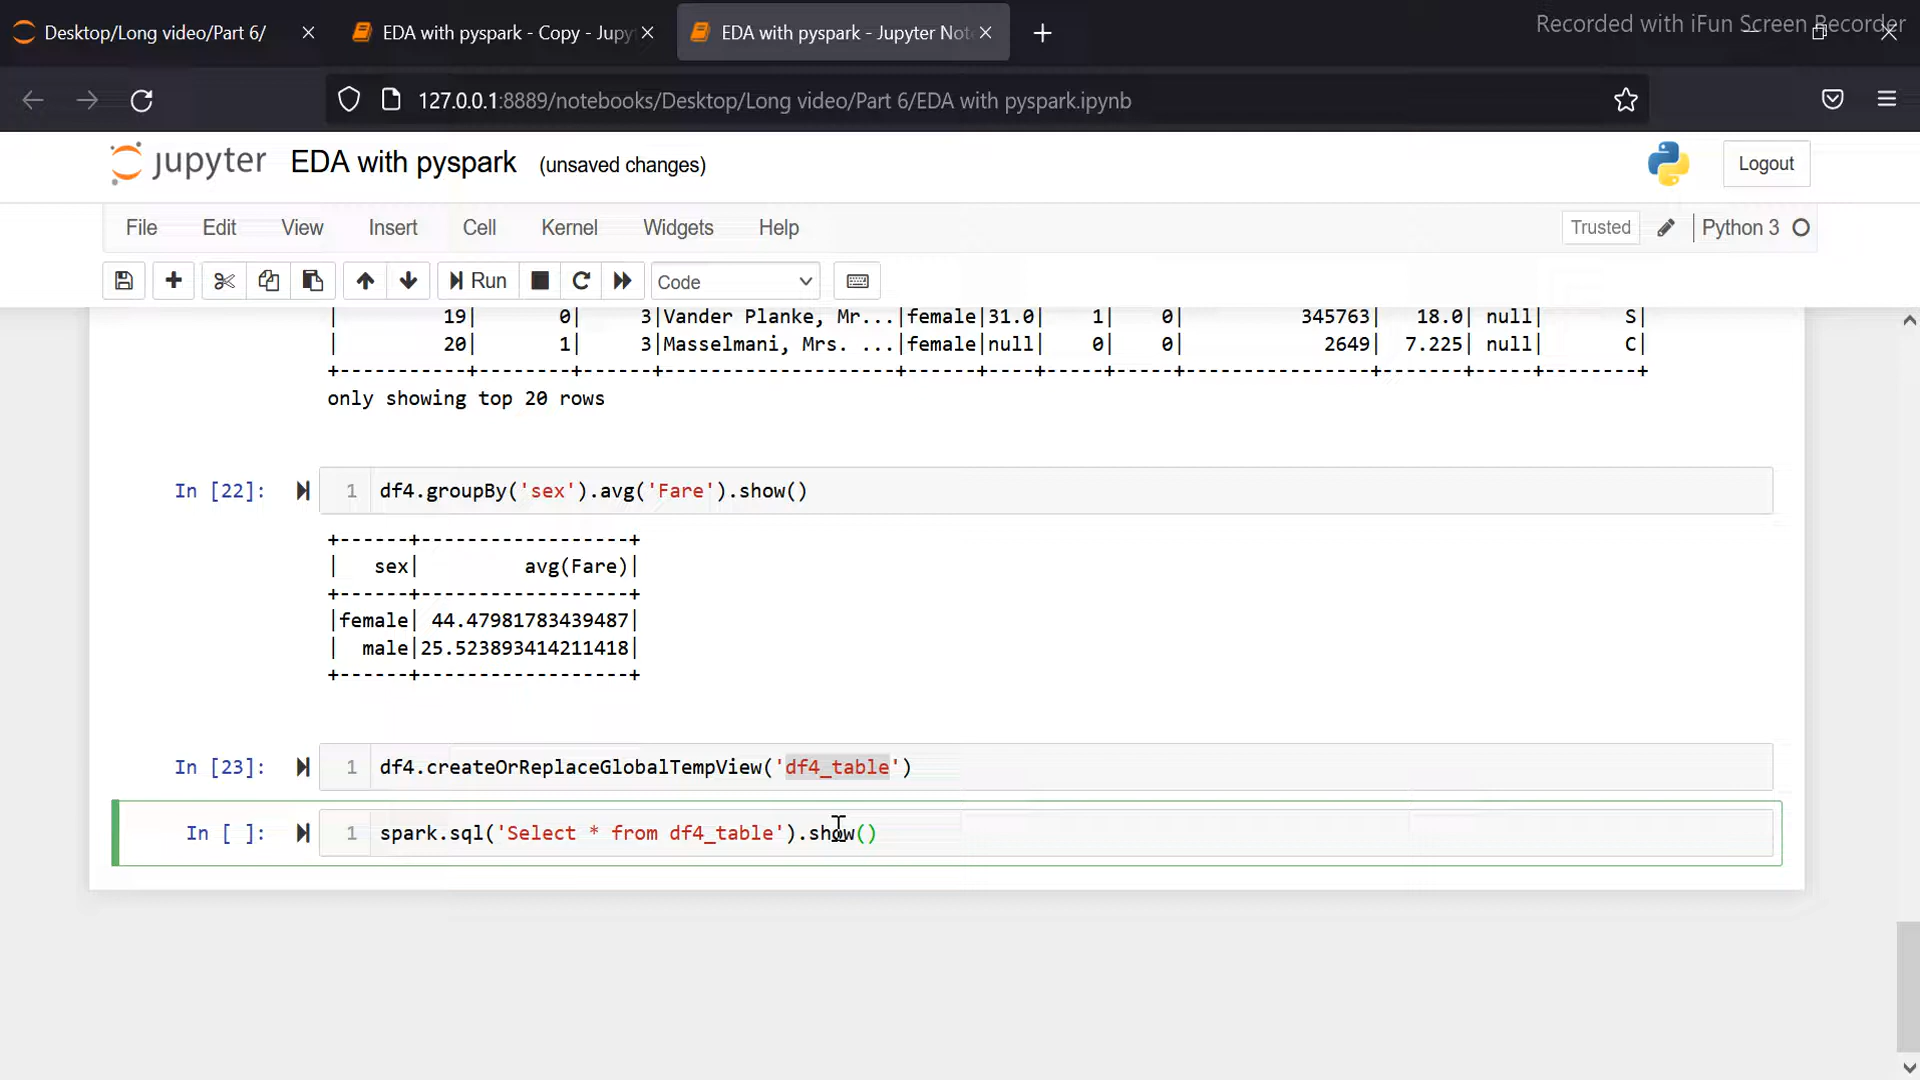 Desktop/Long video/Part 6/
EDA with pyspark - Copy - Jupyt
EDA with pyspark - Jupyter Note
Recorded with iFun Screen Recorder
127.0.0.1:8889/notebooks/Desktop/Long video/Part 6/EDA with pyspark.ipynb
jupyter EDA with pyspark (unsaved changes)
Logout
File Edit View Insert Cell Kernel Widgets Help
Trusted
Python 3
Run
Code
| 19| 0| 3|Vander Planke, Mr...|female|31.0| 1| 0| 345763| 18.0| null| S|
| 20| 1| 3|Masselmani, Mrs. ...|female|null| 0| 0| 2649| 7.225| null| C|
+-----------+--------+------+--------------------+------+----+-----+-----+----------------+-------+-----+--------+
only showing top 20 rows
In [22]: 1 df4.groupBy('sex').avg('Fare').show()
+------+------------------+
| sex| avg(Fare)|
+------+------------------+
|female| 44.47981783439487|
| male|25.523893414211418|
+------+------------------+
In [23]: 1 df4.createOrReplaceGlobalTempView('df4_table')
In [ ]: 1 spark.sql('Select * from df4_table').show()